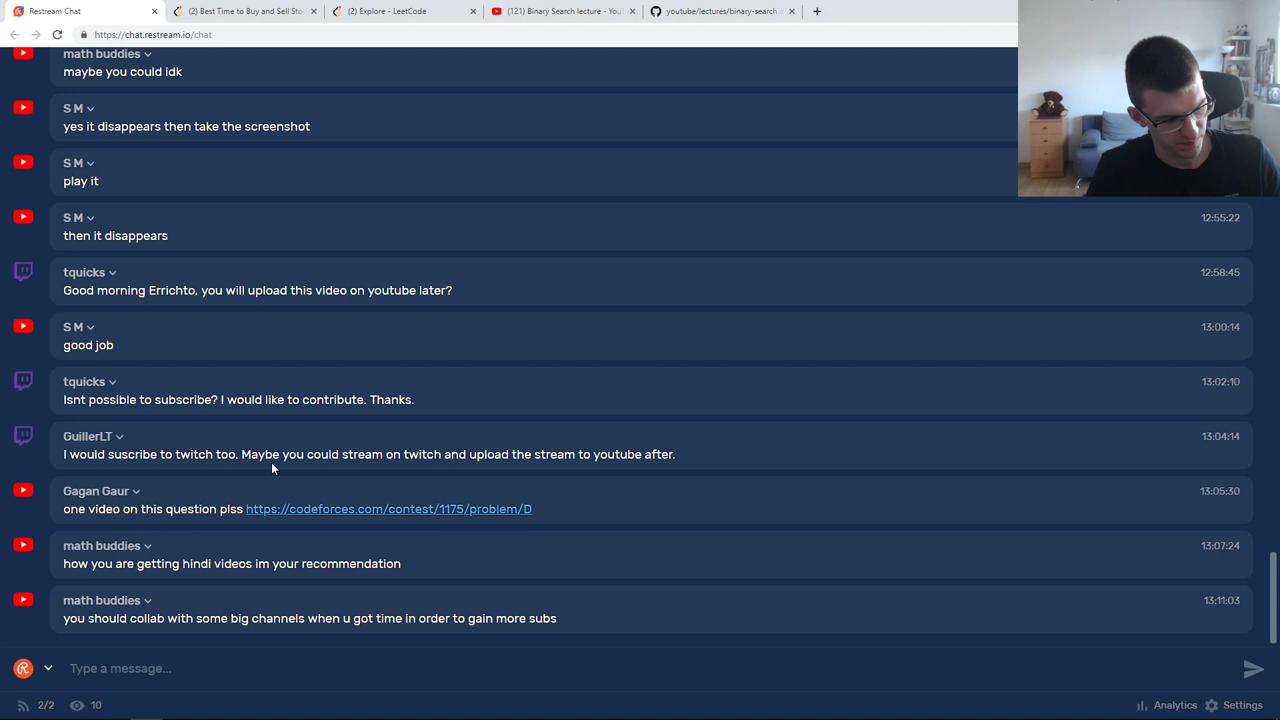 Restream Chat
(2) Best Time to Buy and Sell Sto
(2) Explore - LeetCode
(121) Binary Search lecture - You
youtube/lectures/binary-search a
https://chat.restream.io/chat
math buddies
maybe you could idk
S M
yes it disappears then take the screenshot
S M
play it
S M
12:55:22
then it disappears
tquicks
12:58:45
Good morning Errichto, you will upload this video on youtube later?
S M
13:00:14
good job
tquicks
13:02:10
Isnt possible to subscribe? I would like to contribute. Thanks.
GuillerLT
13:04:14
I would suscribe to twitch too. Maybe you could stream on twitch and upload the stream to youtube after.
Gagan Gaur
13:05:30
one video on this question plss https://codeforces.com/contest/1175/problem/D
math buddies
13:07:24
how you are getting hindi videos im your recommendation
math buddies
13:11:03
you should collab with some big channels when u got time in order to gain more subs
Type a message...
2/2
10
Analytics
Settings